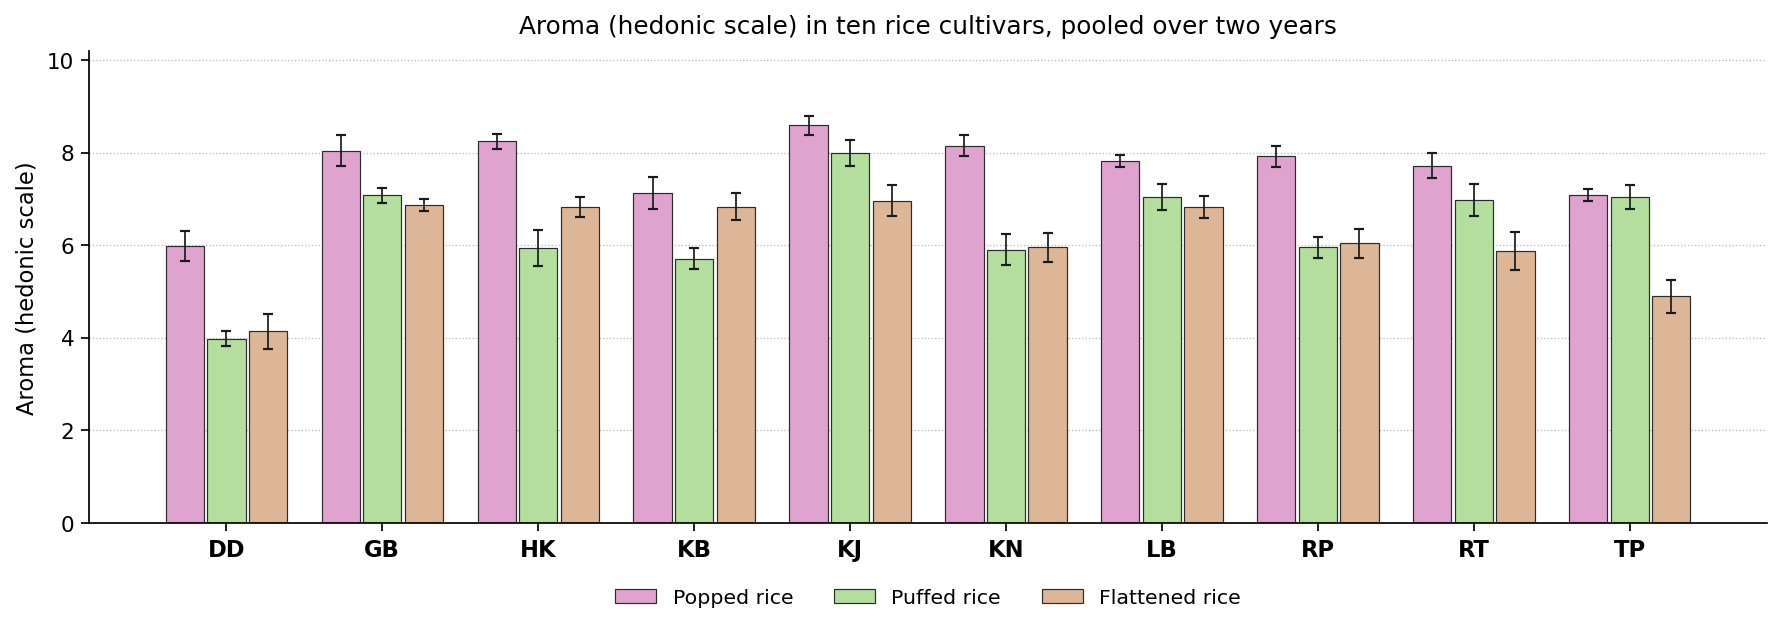 Aroma (hedonic scale) in ten rice cultivars, pooled over two years
Aroma (hedonic scale)
10
8
6
4
2
0
DD GB HK KB KJ KN LB RP RT TP
Popped rice Puffed rice Flattened rice